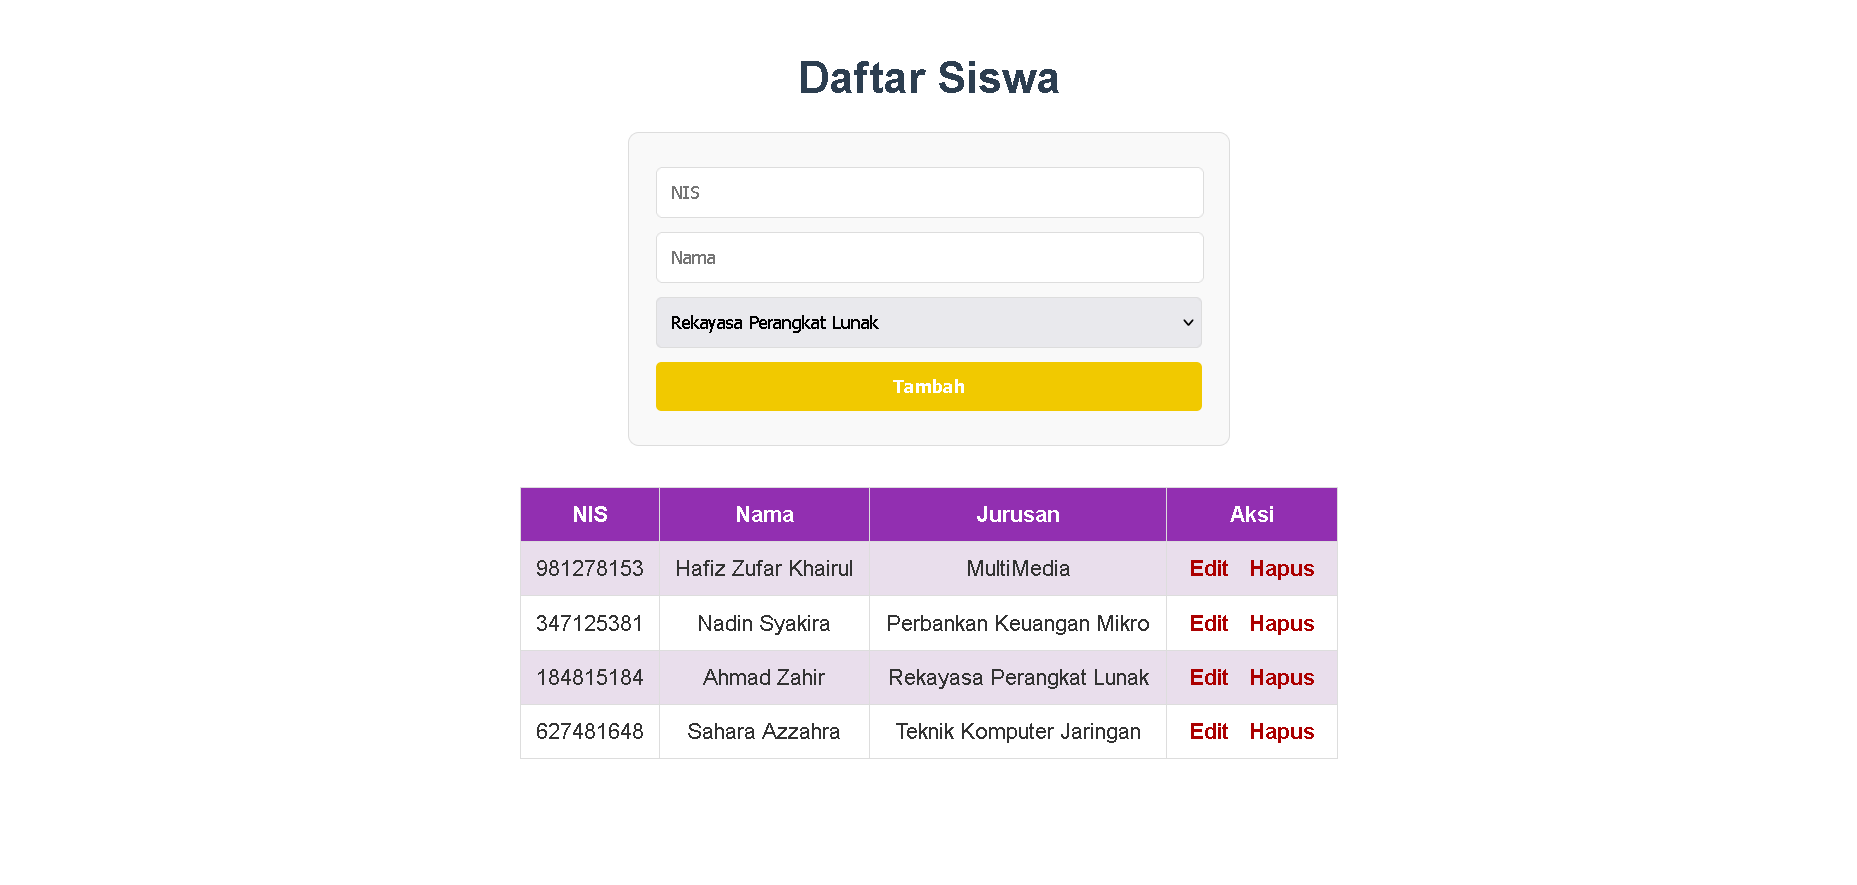 Daftar Siswa
NIS
Nama
Rekayasa Perangkat Lunak
Tambah
NIS Nama Jurusan Aksi
981278153 Hafiz Zufar Khairul MultiMedia Edit Hapus
347125381 Nadin Syakira Perbankan Keuangan Mikro Edit Hapus
184815184 Ahmad Zahir Rekayasa Perangkat Lunak Edit Hapus
627481648 Sahara Azzahra Teknik Komputer Jaringan Edit Hapus